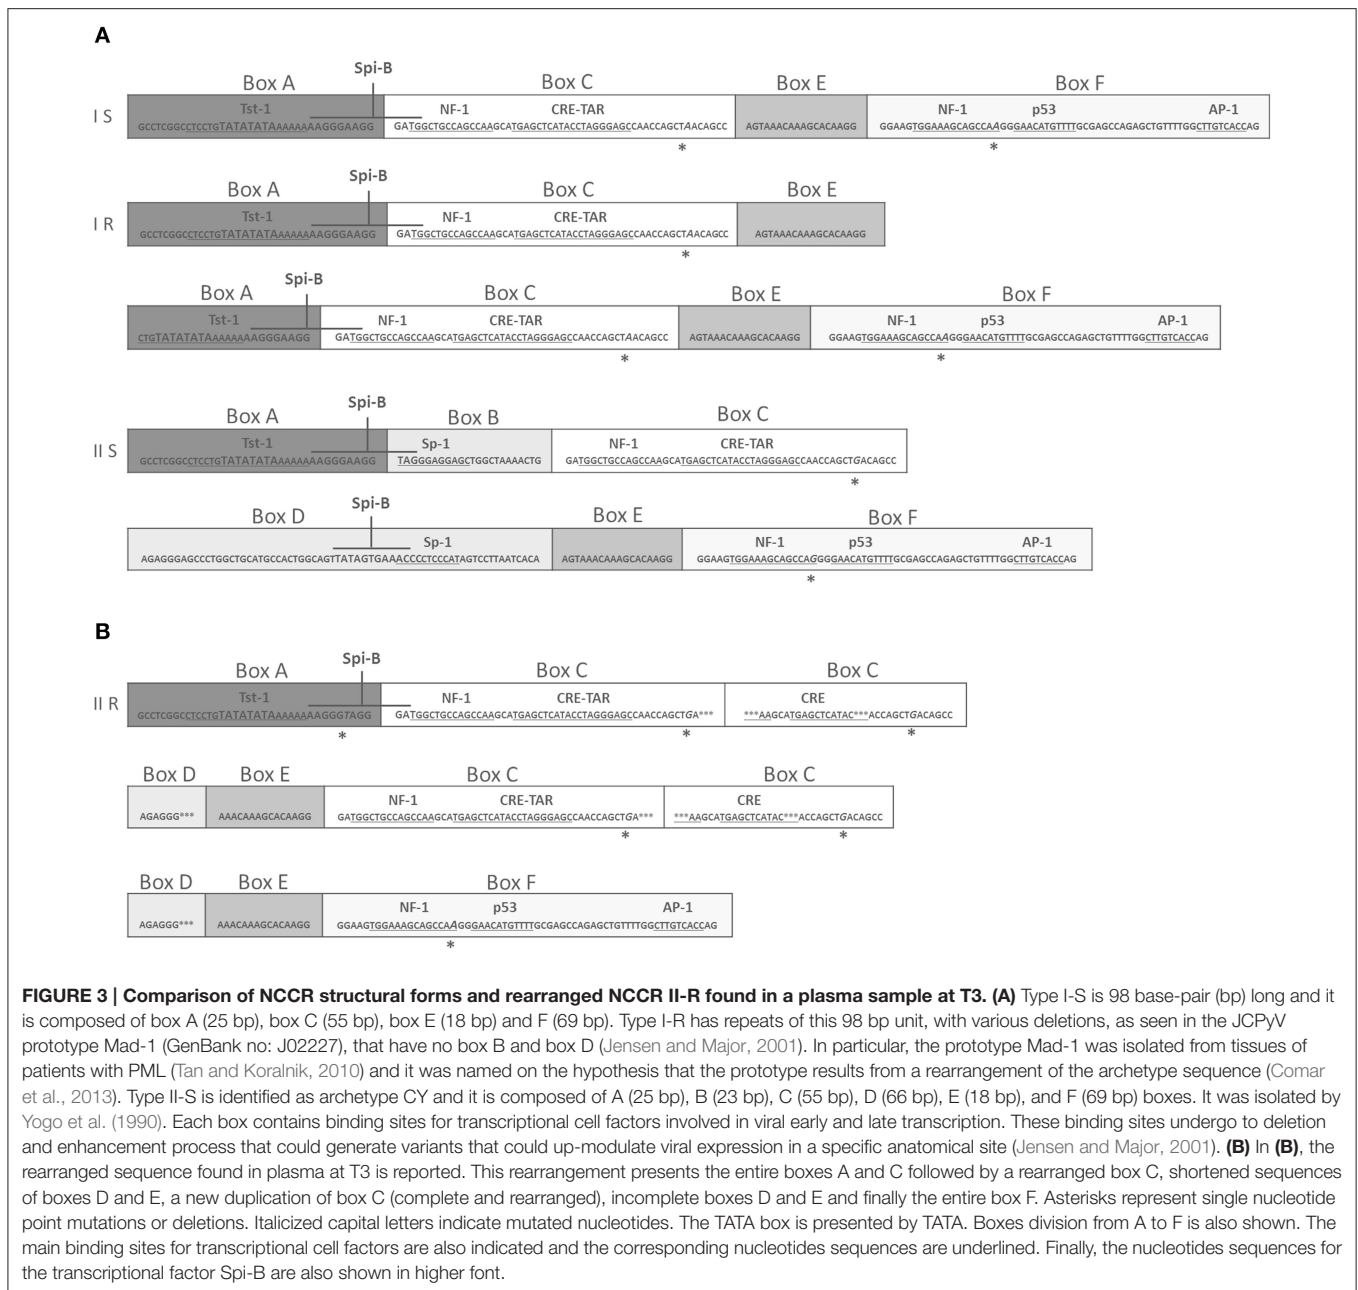 A
Spi-B
Box A Box C Box E Box F
Tst-1 NF-1 CRE-TAR NF-1 p53 AP-1
I S
GCCTCGGCCTCCTGTATATATAAAAAAAAGGGAAGG GATGGCTGCCAGCCAAGCATGAGCTCATACCTAGGGAGCCAACCAGCTAACAGCC AGTAAACAAAGCACAAGG GGAAGTGGAAAGCAGCCAAGGGAACATGTTTTGCGAGCCAGAGCTGTTTTGGCTTGTCACCAG
* *
Spi-B
Box A Box C Box E
Tst-1 NF-1 CRE-TAR
I R
GCCTCGGCCTCCTGTATATATAAAAAAAAGGGAAGG GATGGCTGCCAGCCAAGCATGAGCTCATACCTAGGGAGCCAACCAGCTAACAGCC AGTAAACAAAGCACAAGG
*
Spi-B
Box A Box C Box E Box F
Tst-1 NF-1 CRE-TAR NF-1 p53 AP-1
CTGTATATATAAAAAAAAGGGAAGG GATGGCTGCCAGCCAAGCATGAGCTCATACCTAGGGAGCCAACCAGCTAACAGCC AGTAAACAAAGCACAAGG GGAAGTGGAAAGCAGCCAAGGGAACATGTTTTGCGAGCCAGAGCTGTTTTGGCTTGTCACCAG
* *
Spi-B
Box A Box B Box C
Tst-1 Sp-1 NF-1 CRE-TAR
II S
GCCTCGGCCTCCTGTATATATAAAAAAAAGGGAAGG TAGGGAGGAGCTGGCTAAAACTG GATGGCTGCCAGCCAAGCATGAGCTCATACCTAGGGAGCCAACCAGCTGACAGCC
*
Spi-B
Box D Box E Box F
Sp-1 NF-1 p53 AP-1
AGAGGGAGCCCTGGCTGCATGCCACTGGCAGTTATAGTGAAACCCCTCCCATAGTCCTTAATCACA AGTAAACAAAGCACAAGG GGAAGTGGAAAGCAGCCAGGGGAACATGTTTTGCGAGCCAGAGCTGTTTTGGCTTGTCACCAG
*
B
Spi-B
Box A Box C Box C
Tst-1 NF-1 CRE-TAR CRE
II R
GCCTCGGCCTCCTGTATATATAAAAAAAAGGGTAGG GATGGCTGCCAGCCAAGCATGAGCTCATACCTAGGGAGCCAACCAGCTGA*** ***AAGCATGAGCTCATAC***ACCAGCTGACAGCC
* * *
Box D Box E Box C Box C
NF-1 CRE-TAR CRE
AGAGGG*** AAACAAAGCACAAGG GATGGCTGCCAGCCAAGCATGAGCTCATACCTAGGGAGCCAACCAGCTGA*** ***AAGCATGAGCTCATAC***ACCAGCTGACAGCC
* *
Box D Box E Box F
NF-1 p53 AP-1
AGAGGG*** AAACAAAGCACAAGG GGAAGTGGAAAGCAGCCAAGGGAACATGTTTTGCGAGCCAGAGCTGTTTTGGCTTGTCACCAG
*
FIGURE 3 | Comparison of NCCR structural forms and rearranged NCCR II-R found in a plasma sample at T3. (A) Type I-S is 98 base-pair (bp) long and it
is composed of box A (25 bp), box C (55 bp), box E (18 bp) and F (69 bp). Type I-R has repeats of this 98 bp unit, with various deletions, as seen in the JCPyV
prototype Mad-1 (GenBank no: J02227), that have no box B and box D (Jensen and Major, 2001). In particular, the prototype Mad-1 was isolated from tissues of
patients with PML (Tan and Koralnik, 2010) and it was named on the hypothesis that the prototype results from a rearrangement of the archetype sequence (Comar
et al., 2013). Type II-S is identified as archetype CY and it is composed of A (25 bp), B (23 bp), C (55 bp), D (66 bp), E (18 bp), and F (69 bp) boxes. It was isolated by
Yogo et al. (1990). Each box contains binding sites for transcriptional cell factors involved in viral early and late transcription. These binding sites undergo to deletion
and enhancement process that could generate variants that could up-modulate viral expression in a specific anatomical site (Jensen and Major, 2001). (B) In (B), the
rearranged sequence found in plasma at T3 is reported. This rearrangement presents the entire boxes A and C followed by a rearranged box C, shortened sequences
of boxes D and E, a new duplication of box C (complete and rearranged), incomplete boxes D and E and finally the entire box F. Asterisks represent single nucleotide
point mutations or deletions. Italicized capital letters indicate mutated nucleotides. The TATA box is presented by TATA. Boxes division from A to F is also shown. The
main binding sites for transcriptional cell factors are also indicated and the corresponding nucleotides sequences are underlined. Finally, the nucleotides sequences for
the transcriptional factor Spi-B are also shown in higher font.